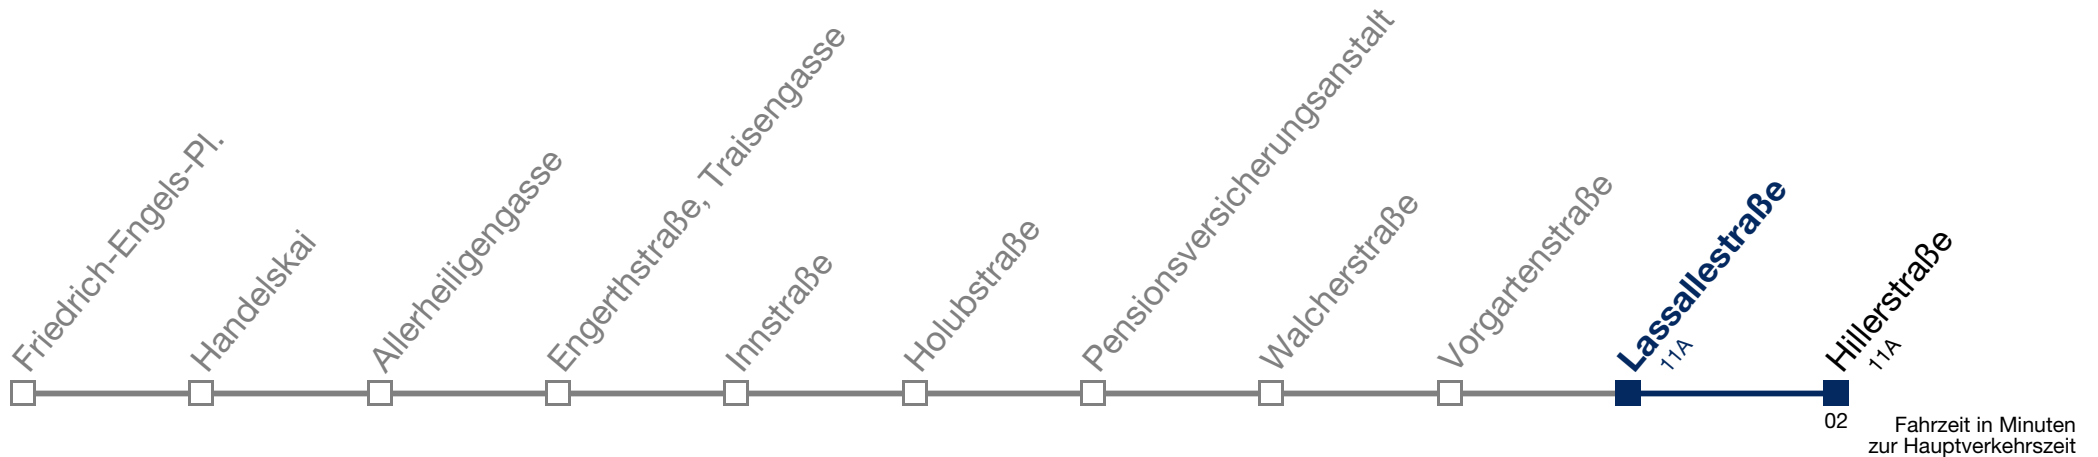 Friedrich-Engels-Pl.
Handelskai
Allerheiligengasse
Engerthstraße, Traisengasse
Innstraße
Holubstraße
Pensionsversicherungsanstalt
Walcherstraße
Vorgartenstraße
Lassallestraße
11A
Hillerstraße
11A
02
Fahrzeit in Minuten
zur Hauptverkehrszeit